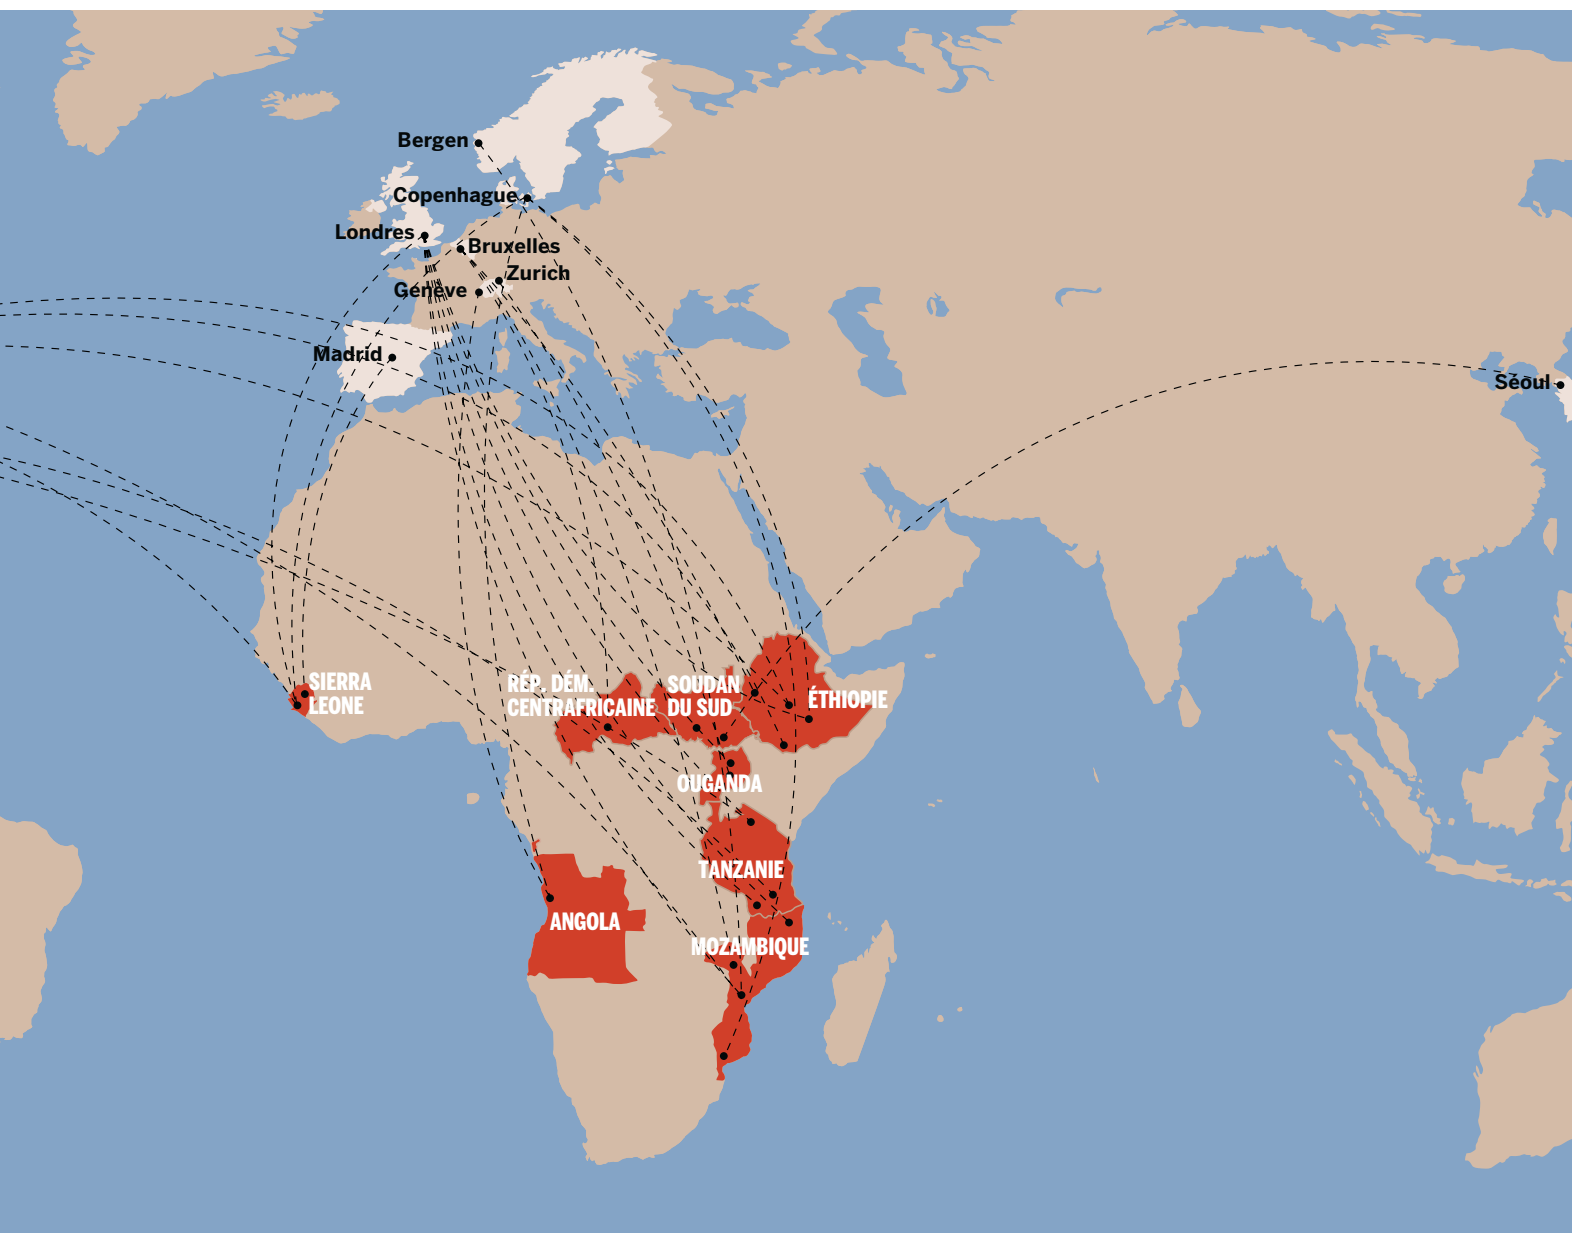 Bergen
Copenhague
Londres
Bruxelles
Zurich
Genève
Madrid
Séoul
SIERRA
LEONE
RÉP. DÉM.
CENTRAFRICAINE
SOUDAN
DU SUD
ÉTHIOPIE
OUGANDA
TANZANIE
ANGOLA
MOZAMBIQUE